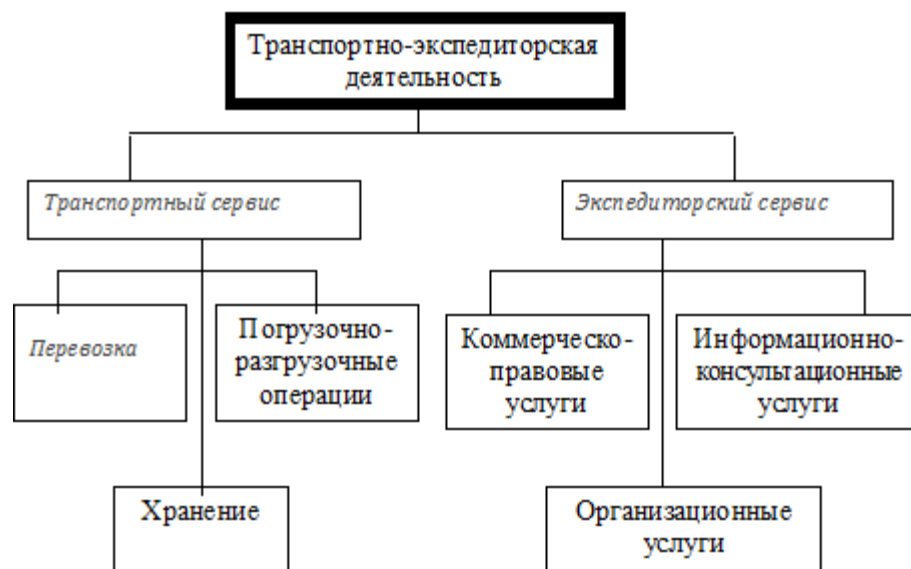 Транспортно-экспедиторская
деятельность
Транспортный сервис
Экспедиторский сервис
Перевозка
Погрузочно-
разгрузочные
операции
Коммерческо-
правовые
услуги
Информационно-
консультационные
услуги
Хранение
Организационные
услуги